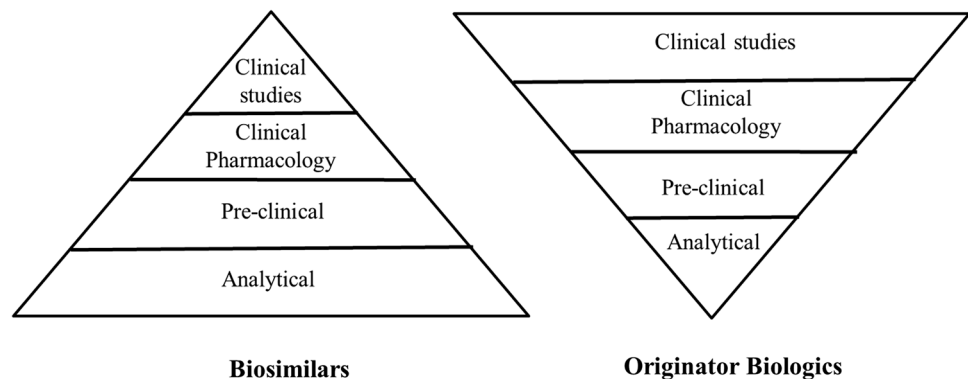 Clinical
studies
Clinical
Pharmacology
Pre-clinical
Analytical
Biosimilars
Clinical studies
Clinical
Pharmacology
Pre-clinical
Analytical
Originator Biologics